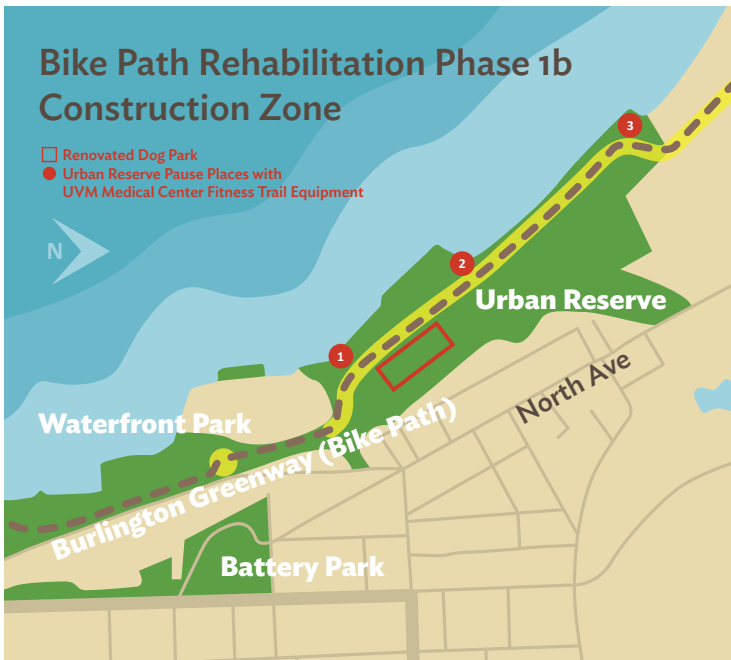 Bike Path Rehabilitation Phase 1b
Construction Zone
Renovated Dog Park
Urban Reserve Pause Places with
UVM Medical Center Fitness Trail Equipment
N
3
2
Urban Reserve
1
North Ave
Waterfront Park
Burlington Greenway (Bike Path)
Battery Park